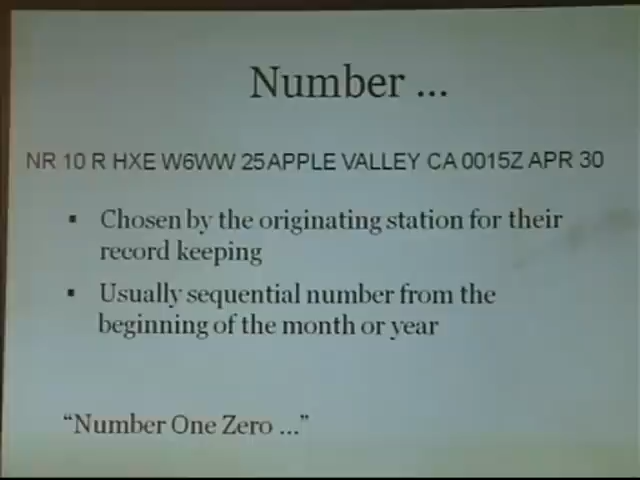 Number ...
NR 10 R HXE W6WW 25 APPLE VALLEY CA 0015Z APR 30
▪ Chosen by the originating station for their
record keeping
▪ Usually sequential number from the
beginning of the month or year
“Number One Zero ...”